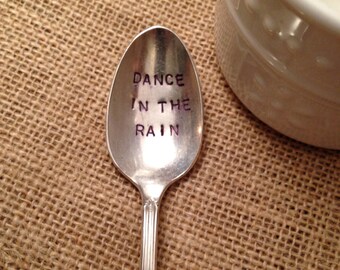 DANCE
IN THE
RAIN